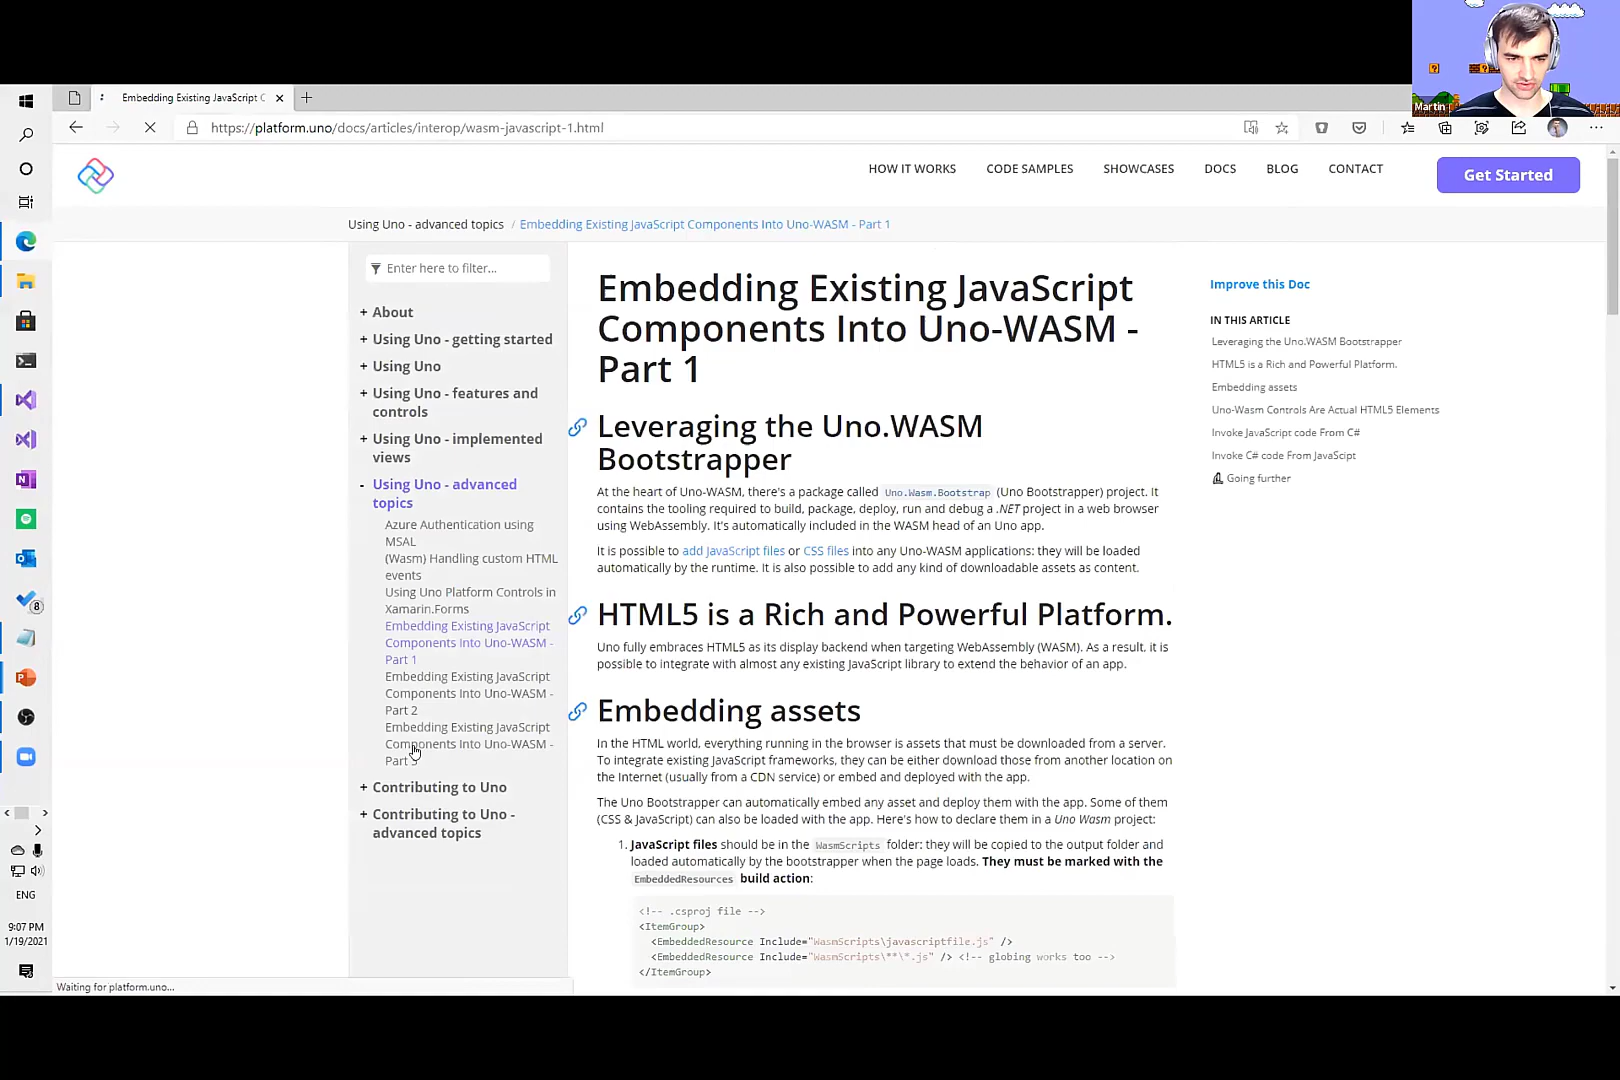 Martin
Embedding Existing JavaScript C
https://platform.uno/docs/articles/interop/wasm-javascript-1.html
HOW IT WORKS
CODE SAMPLES
SHOWCASES
DOCS
BLOG
CONTACT
Get Started
Using Uno - advanced topics / Embedding Existing JavaScript Components Into Uno-WASM - Part 1
Enter here to filter...
+ About
+ Using Uno - getting started
+ Using Uno
+ Using Uno - features and
controls
+ Using Uno - implemented
views
- Using Uno - advanced
topics
Azure Authentication using
MSAL
(Wasm) Handling custom HTML
events
Using Uno Platform Controls in
Xamarin.Forms
Embedding Existing JavaScript
Components Into Uno-WASM -
Part 1
Embedding Existing JavaScript
Components Into Uno-WASM -
Part 2
Embedding Existing JavaScript
Components Into Uno-WASM -
Part 3
+ Contributing to Uno
+ Contributing to Uno -
advanced topics
Embedding Existing JavaScript
Components Into Uno-WASM -
Part 1
Leveraging the Uno.WASM
Bootstrapper
At the heart of Uno-WASM, there's a package called Uno.Wasm.Bootstrap (Uno Bootstrapper) project. It
contains the tooling required to build, package, deploy, run and debug a .NET project in a web browser
using WebAssembly. It's automatically included in the WASM head of an Uno app.
It is possible to add JavaScript files or CSS files into any Uno-WASM applications: they will be loaded
automatically by the runtime. It is also possible to add any kind of downloadable assets as content.
HTML5 is a Rich and Powerful Platform.
Uno fully embraces HTML5 as its display backend when targeting WebAssembly (WASM). As a result, it is
possible to integrate with almost any existing JavaScript library to extend the behavior of an app.
Embedding assets
In the HTML world, everything running in the browser is assets that must be downloaded from a server.
To integrate existing JavaScript frameworks, they can be either download those from another location on
the Internet (usually from a CDN service) or embed and deployed with the app.
The Uno Bootstrapper can automatically embed any asset and deploy them with the app. Some of them
(CSS & JavaScript) can also be loaded with the app. Here's how to declare them in a Uno Wasm project:
1. JavaScript files should be in the WasmScripts folder: they will be copied to the output folder and
loaded automatically by the bootstrapper when the page loads. They must be marked with the
EmbeddedResources build action:
<!-- .csproj file -->
<ItemGroup>
<EmbeddedResource Include="WasmScripts\javascriptfile.js" />
<EmbeddedResource Include="WasmScripts\**\*.js" /> <!-- globing works too -->
</ItemGroup>
Improve this Doc
IN THIS ARTICLE
Leveraging the Uno.WASM Bootstrapper
HTML5 is a Rich and Powerful Platform.
Embedding assets
Uno-Wasm Controls Are Actual HTML5 Elements
Invoke JavaScript code From C#
Invoke C# code From JavaScipt
Going further
8
ENG
9:07 PM
1/19/2021
Waiting for platform.uno...